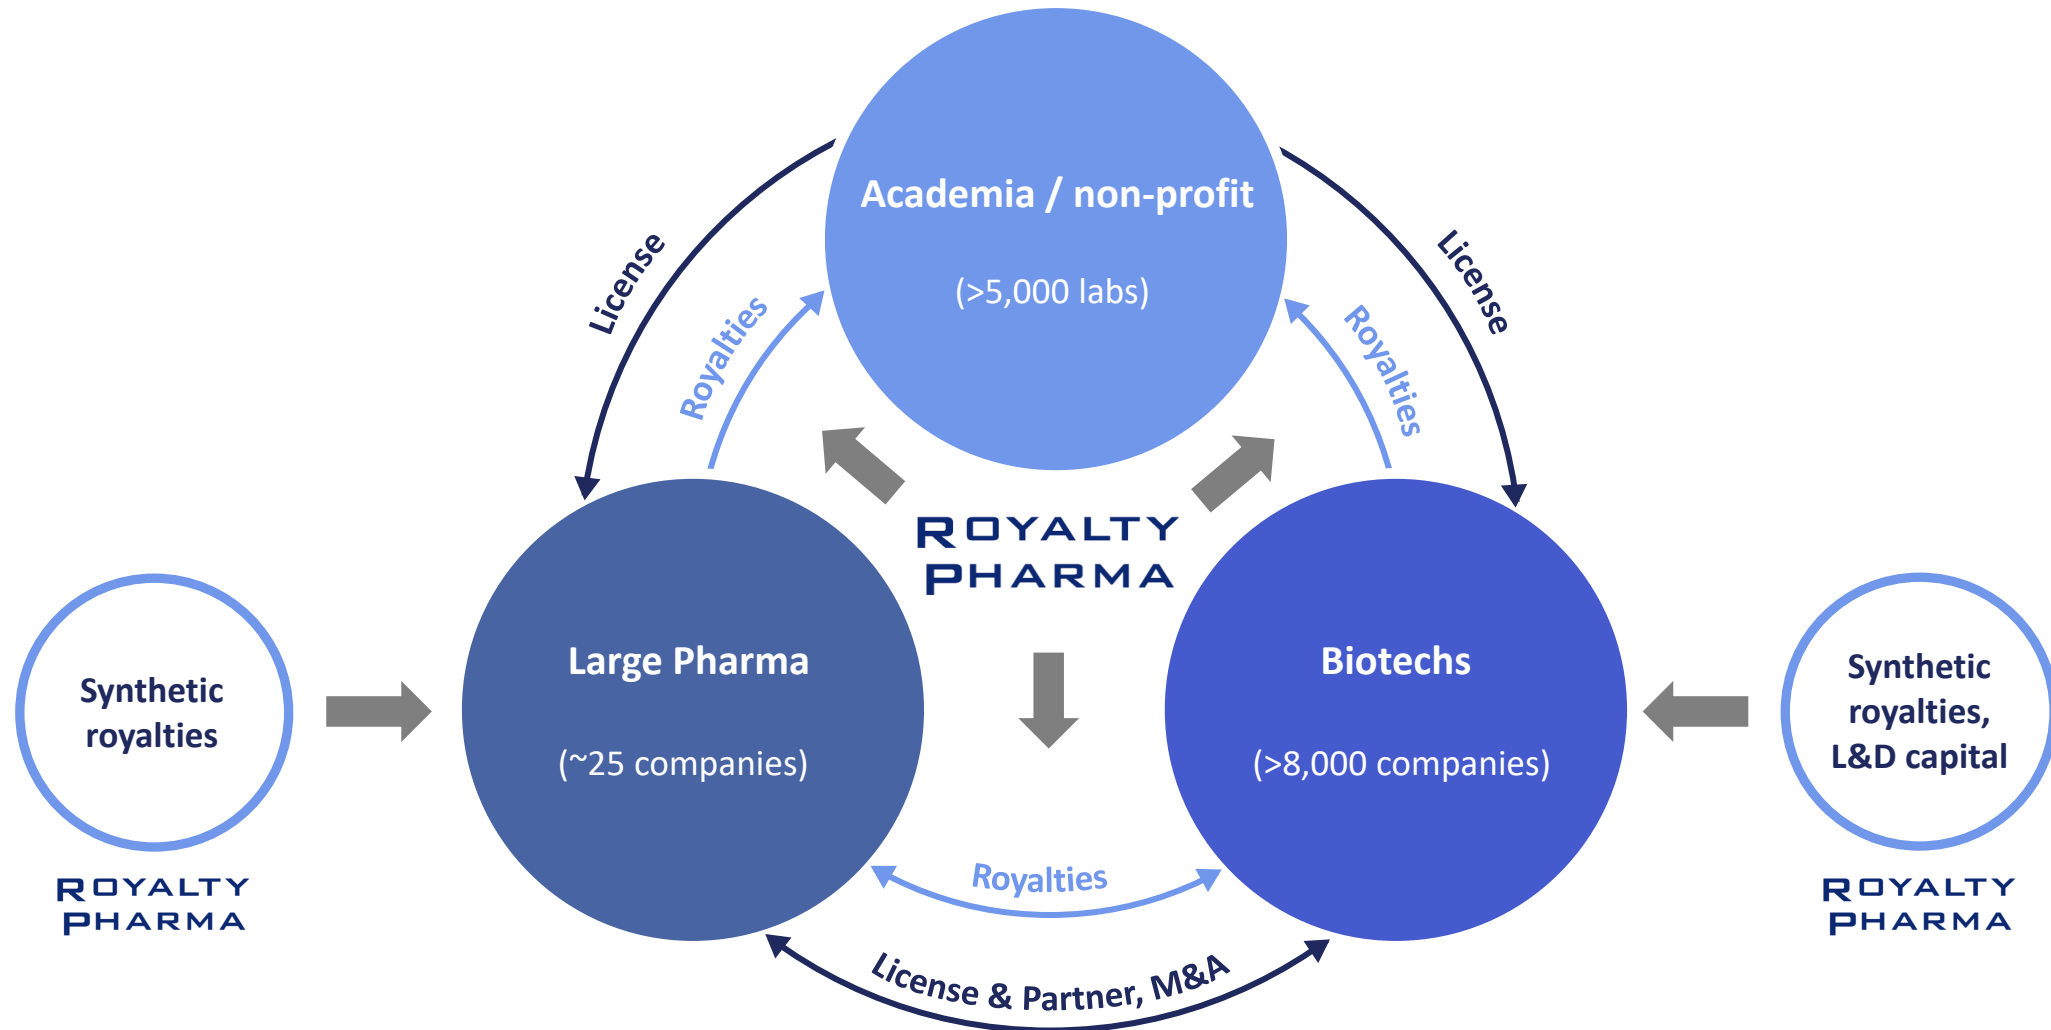 Academia / non-profit
(>5,000 labs)
License
License
Royalties
Royalties
ROYALTY
PHARMA
Large Pharma
(~25 companies)
Biotechs
(>8,000 companies)
Synthetic
royalties
ROYALTY
PHARMA
Synthetic
royalties,
L&D capital
ROYALTY
PHARMA
Royalties
License & Partner, M&A